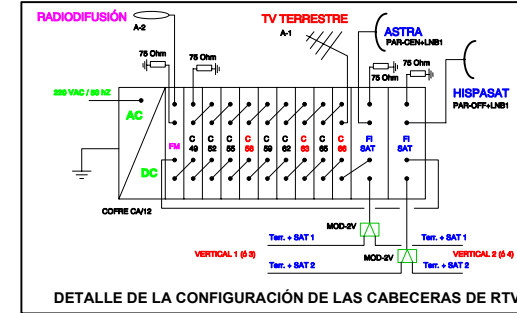 RADIODIFUSIÓN
A-2
TV TERRESTRE
A-1
ASTRA
PAR-CEN+LNB1
HISPASAT
PAR-OFF+LNB1
75 Ohm
75 Ohm
75 Ohm
75 Ohm
220 VAC / 50 hZ
AC
DC
FM
C 49
C 52
C 55
C 56
C 59
C 62
C 63
C 65
C 66
FI SAT
FI SAT
COFRE CA/12
MOD-2V
MOD-2V
Terr. + SAT 1
Terr. + SAT 1
VERTICAL 1 (ó 3)
VERTICAL 2 (ó 4)
Terr. + SAT 2
Terr. + SAT 2
DETALLE DE LA CONFIGURACIÓN DE LAS CABECERAS DE RTV